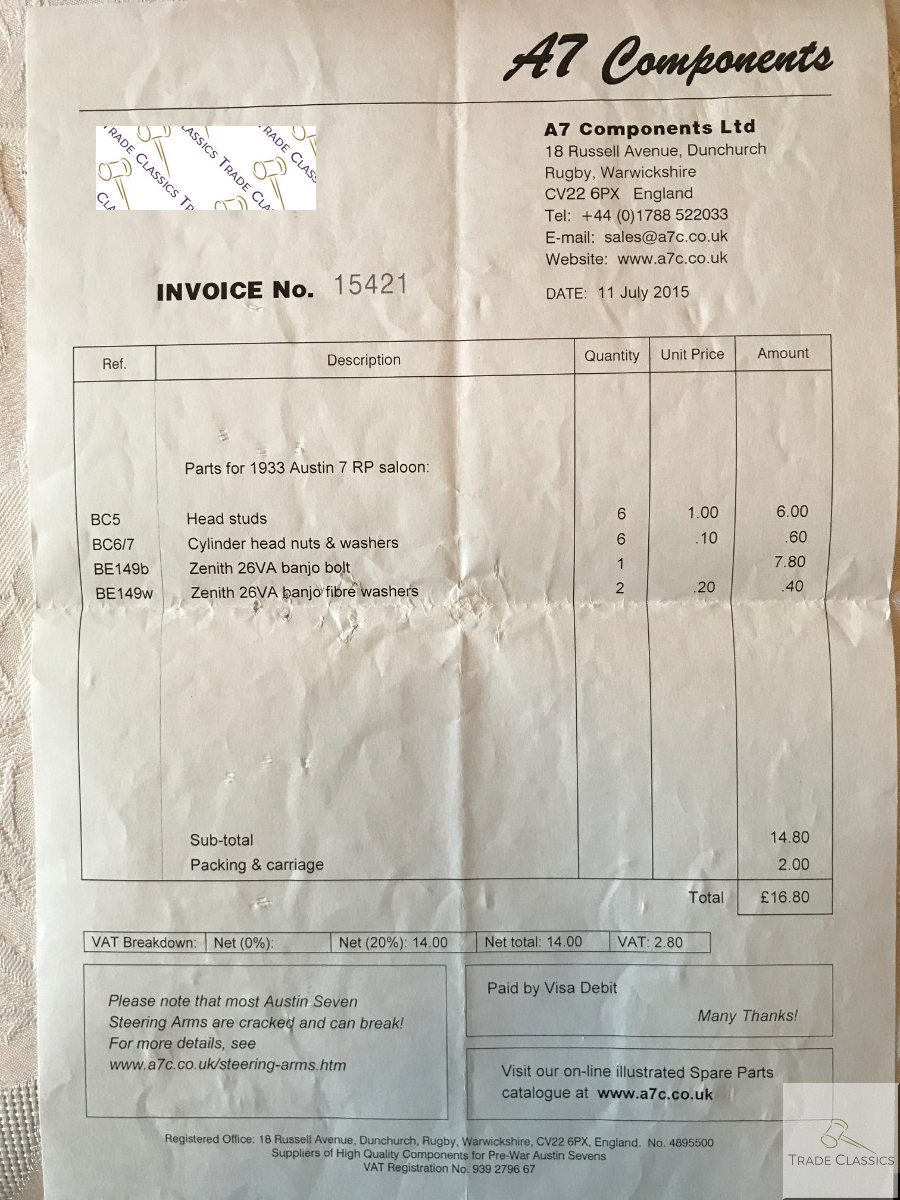 A7 Components
A7 Components Ltd
18 Russell Avenue, Dunchurch
Rugby, Warwickshire
CV22 6PX England
Tel: +44 (0)1788 522033
E-mail: sales@a7c.co.uk
Website: www.a7c.co.uk
TRADE CLASSICS TRADE CLASSICS TRADE CLASSICS
INVOICE No. 15421
DATE: 11 July 2015
Ref. Description Quantity Unit Price Amount
Parts for 1933 Austin 7 RP saloon:
BC5 Head studs 6 1.00 6.00
BC6/7 Cylinder head nuts & washers 6 .10 .60
BE149b Zenith 26VA banjo bolt 1 7.80
BE149w Zenith 26VA banjo fibre washers 2 .20 .40
Sub-total 14.80
Packing & carriage 2.00
Total £16.80
VAT Breakdown: Net (0%): Net (20%): 14.00 Net total: 14.00 VAT: 2.80
Please note that most Austin Seven
Steering Arms are cracked and can break!
For more details, see
www.a7c.co.uk/steering-arms.htm
Paid by Visa Debit
Many Thanks!
Visit our on-line illustrated Spare Parts
catalogue at www.a7c.co.uk
Registered Office: 18 Russell Avenue, Dunchurch, Rugby, Warwickshire, CV22 6PX, England. No. 4895500
Suppliers of High Quality Components for Pre-War Austin Sevens
VAT Registration No. 939 2796 67
TRADE CLASSICS